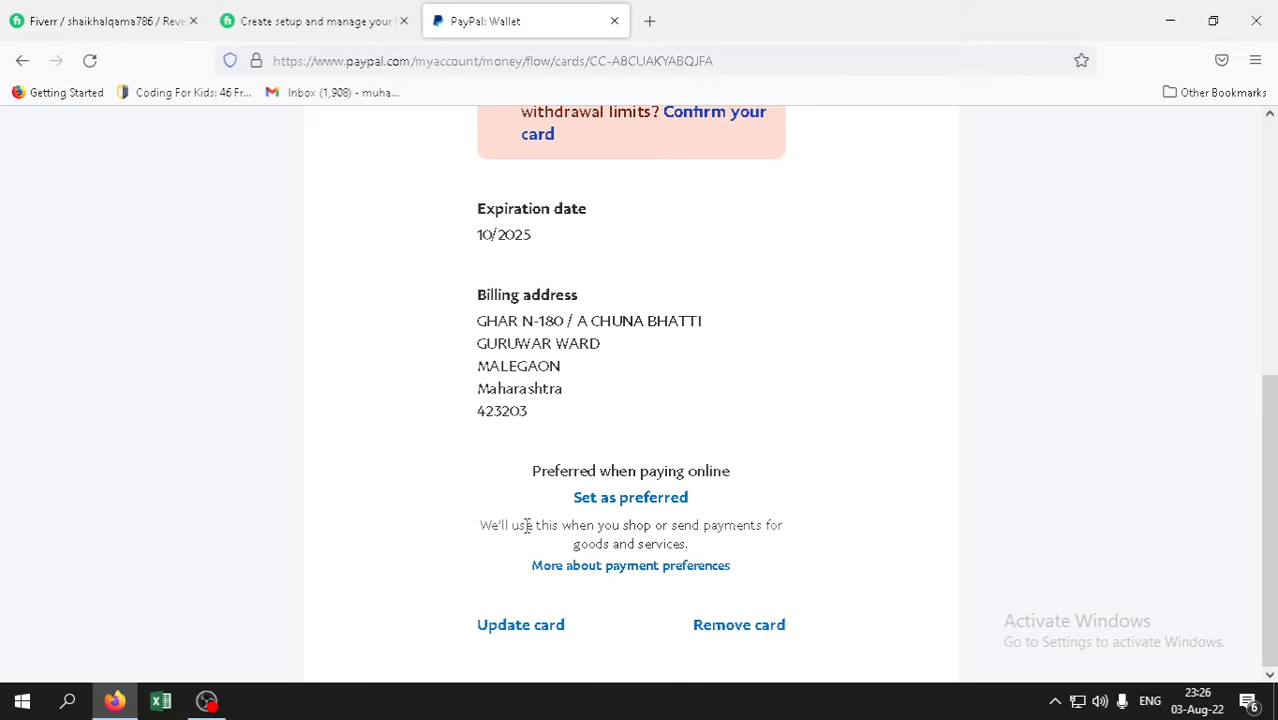 Fiverr / shaikhalqama786 / Reve
Create setup and manage your f
PayPal: Wallet
https://www.paypal.com/myaccount/money/flow/cards/CC-A8CUAKYABQJFA
Getting Started
Coding For Kids: 46 Fr...
Inbox (1,908) - muha...
Other Bookmarks
withdrawal limits? Confirm your
card
Expiration date
10/2025
Billing address
GHAR N-180 / A CHUNA BHATTI
GURUWAR WARD
MALEGAON
Maharashtra
423203
Preferred when paying online
Set as preferred
We'll use this when you shop or send payments for
goods and services.
More about payment preferences
Update card
Remove card
Activate Windows
Go to Settings to activate Windows.
ENG
23:26
03-Aug-22
6